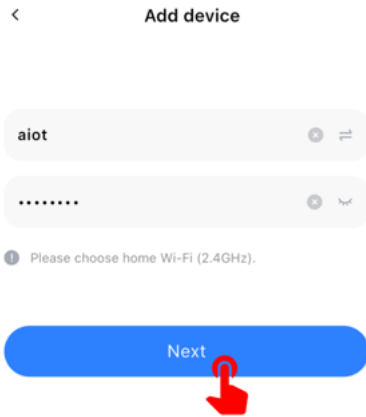 Add device
aiot
••••••••
Please choose home Wi-Fi (2.4GHz).
Next